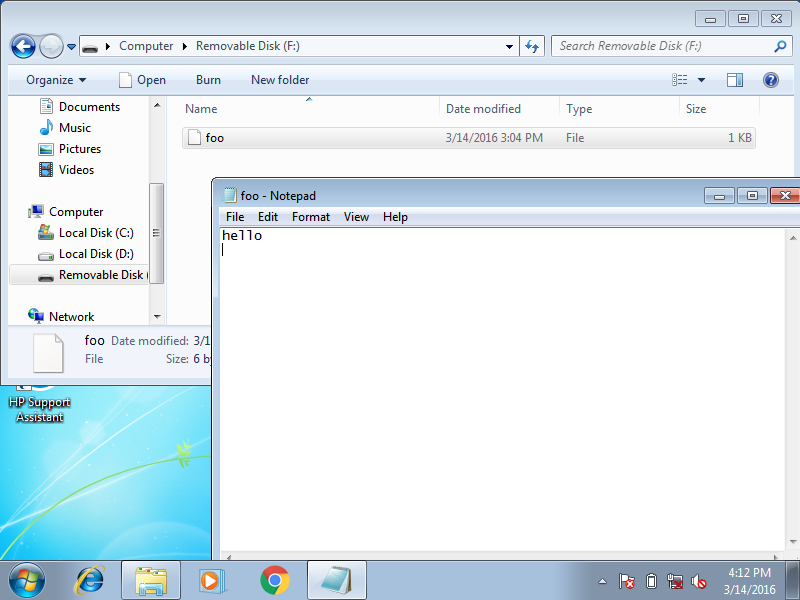 Computer Removable Disk (F:)
Search Removable Disk (F:)
Organize Open Burn New folder
Documents
Music
Pictures
Videos
Computer
Local Disk (C:)
Local Disk (D:)
Removable Disk (
Network
Name Date modified Type Size
foo 3/14/2016 3:04 PM File 1 KB
foo Date modified: 3/1
File Size: 6 by
foo - Notepad
File Edit Format View Help
hello
HP Support
Assistant
4:12 PM
3/14/2016